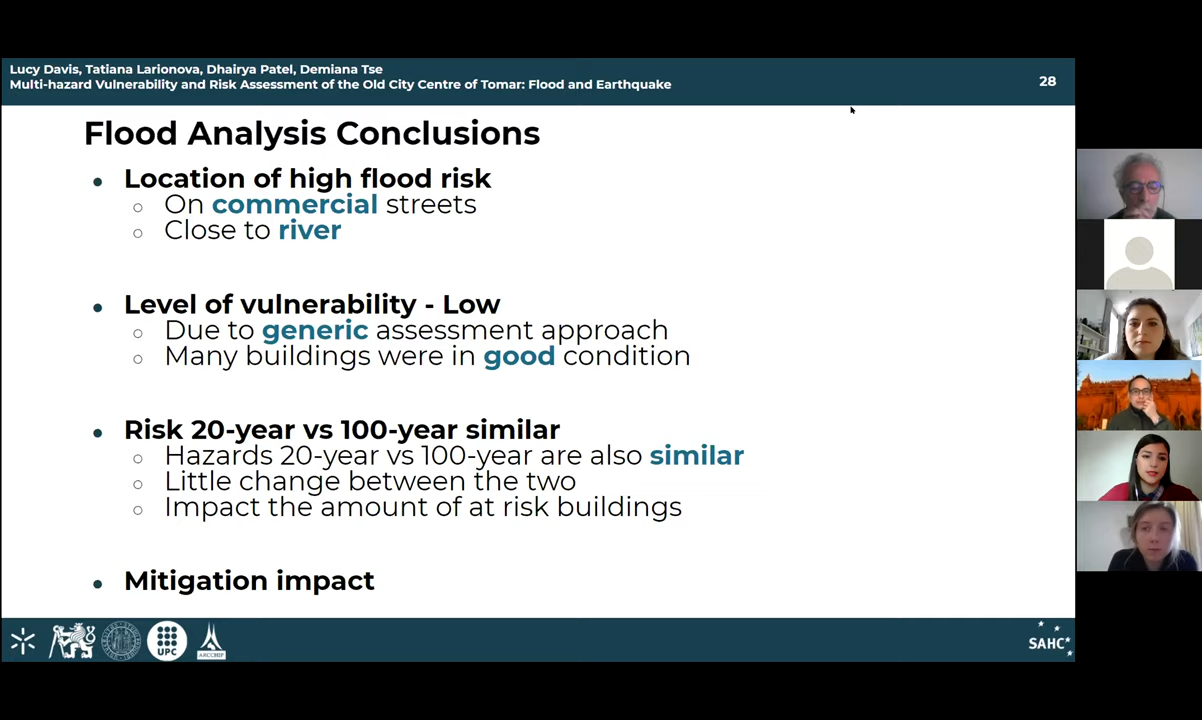 Lucy Davis, Tatiana Larionova, Dhairya Patel, Demiana Tse
Multi-hazard Vulnerability and Risk Assessment of the Old City Centre of Tomar: Flood and Earthquake
28
Flood Analysis Conclusions
Location of high flood risk
On commercial streets
Close to river
Level of vulnerability - Low
Due to generic assessment approach
Many buildings were in good condition
Risk 20-year vs 100-year similar
Hazards 20-year vs 100-year are also similar
Little change between the two
Impact the amount of at risk buildings
Mitigation impact
UPC
ARCCHIP
SAHC